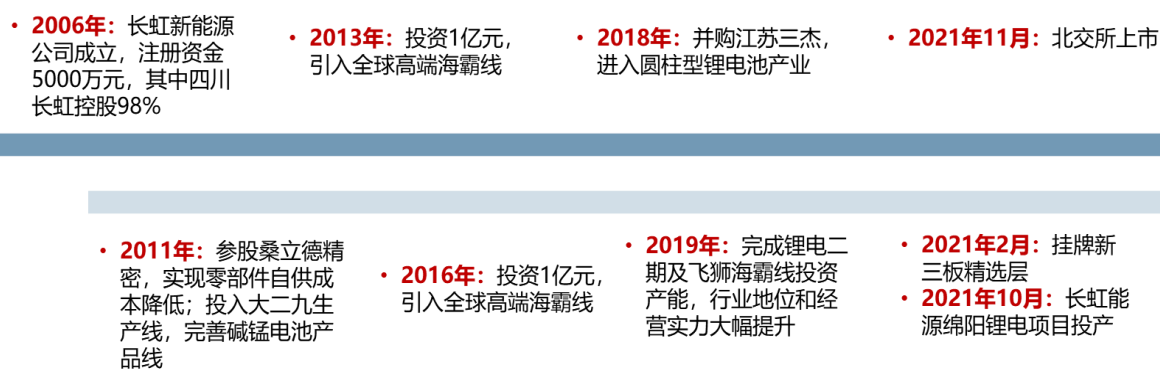 • 2006年：长虹新能源
公司成立，注册资金
5000万元，其中四川
长虹控股98%
• 2013年：投资1亿元，
引入全球高端海霸线
• 2018年：并购江苏三杰，
进入圆柱型锂电池产业
• 2021年11月：北交所上市
• 2011年：参股桑立德精
密，实现零部件自供成
本降低；投入大二九生
产线，完善碱锰电池产
品线
• 2016年：投资1亿元，
引入全球高端海霸线
• 2019年：完成锂电二
期及飞狮海霸线投资
产能，行业地位和经
营实力大幅提升
• 2021年2月：挂牌新
三板精选层
• 2021年10月：长虹能
源绵阳锂电项目投产